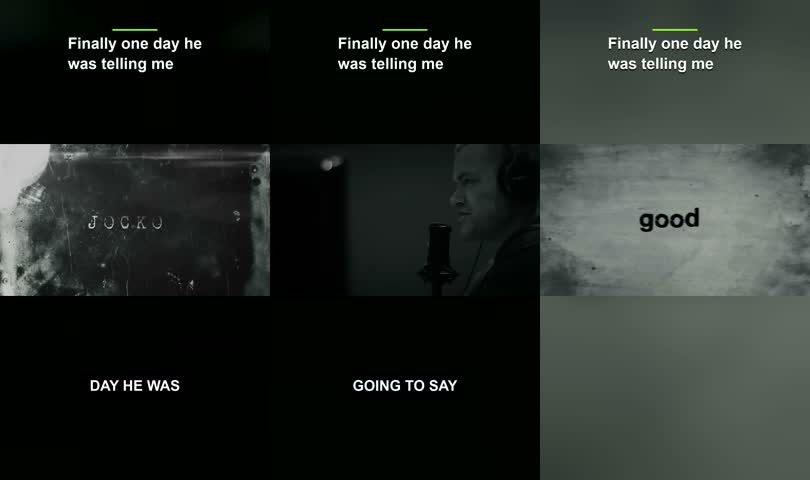 Finally one day he
was telling me
Finally one day he
was telling me
Finally one day he
was telling me
JOCKO
good
DAY HE WAS
GOING TO SAY